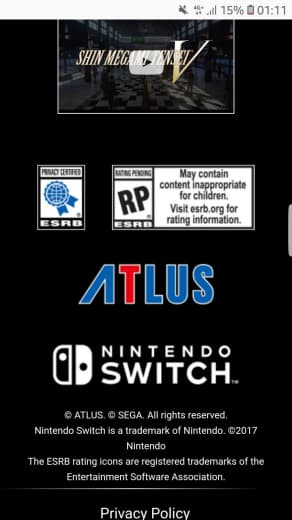 15% 01:11
SHIN MEGAMI TENSEI V
PRIVACY CERTIFIED
ESRB
RATING PENDING
RP
ESRB
May contain
content inappropriate
for children.
Visit esrb.org for
rating information.
ATLUS
NINTENDO
SWITCH™
© ATLUS. © SEGA. All rights reserved.
Nintendo Switch is a trademark of Nintendo. ©2017
Nintendo
The ESRB rating icons are registered trademarks of the
Entertainment Software Association.
Privacy Policy